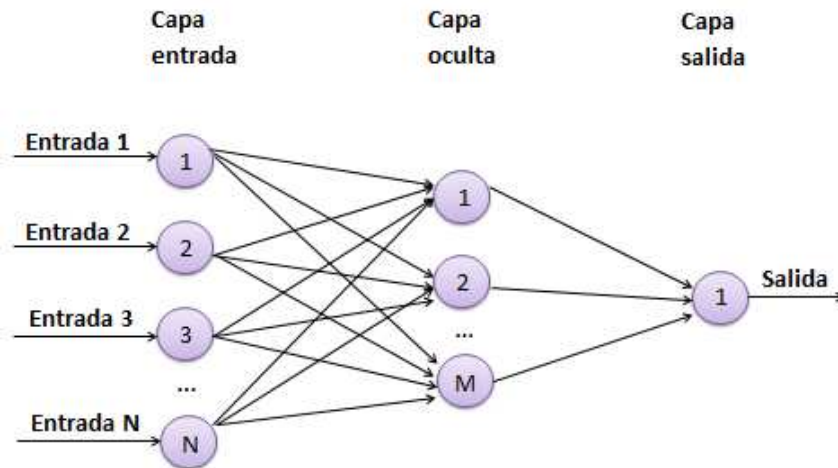 Capa
entrada
Capa
oculta
Capa
salida
Entrada 1
1
Entrada 2
2
Entrada 3
3
...
Entrada N
N
1
2
...
M
1
Salida